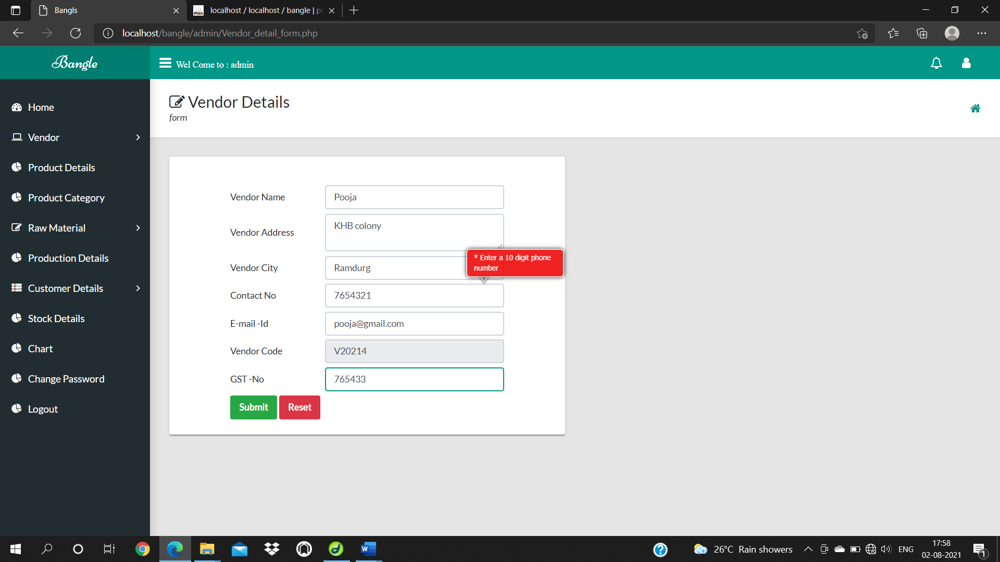 Bangls
localhost / localhost / bangle | p
localhost/bangle/admin/Vendor_detail_form.php
Bangle
Wel Come to : admin
Home
Vendor
Product Details
Product Category
Raw Material
Production Details
Customer Details
Stock Details
Chart
Change Password
Logout
Vendor Details
form
Vendor Name
Pooja
Vendor Address
KHB colony
* Enter a 10 digit phone
number
Vendor City
Ramdurg
Contact No
7654321
E-mail -Id
pooja@gmail.com
Vendor Code
V20214
GST -No
765433
Submit
Reset
26°C Rain showers
ENG
17:58
02-08-2021
1